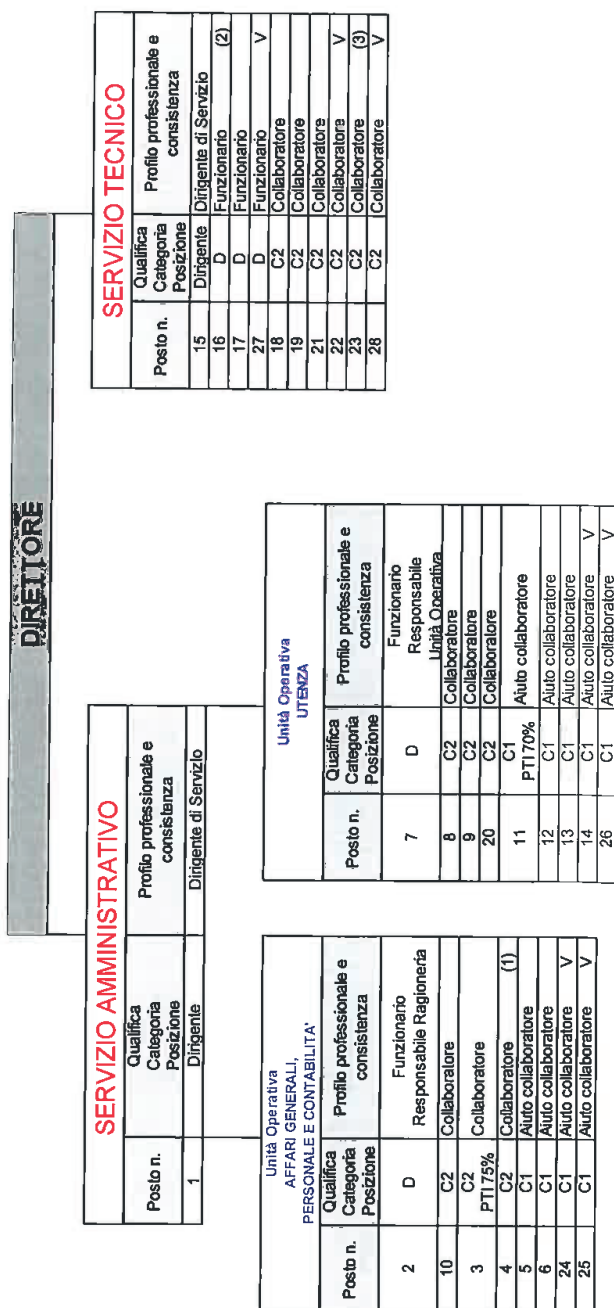 DIRETTORE
SERVIZIO AMMINISTRATIVO
Posto n. Qualifica Categoria Posizione Profilo professionale e consistenza
1 Dirigente Dirigente di Servizio
Unità Operativa
AFFARI GENERALI,
PERSONALE E CONTABILITA'
Posto n. Qualifica Categoria Posizione Profilo professionale e consistenza
2 D Funzionario Responsabile Ragioneria
10 C2 Collaboratore
3 C2 PTI 75% Collaboratore
4 C2 Collaboratore (1)
5 C1 Aiuto collaboratore
6 C1 Aiuto collaboratore
24 C1 Aiuto collaboratore V
25 C1 Aiuto collaboratore V
Unità Operativa
UTENZA
Posto n. Qualifica Categoria Posizione Profilo professionale e consistenza
7 D Funzionario Responsabile Unità Operativa
8 C2 Collaboratore
9 C2 Collaboratore
20 C2 Collaboratore
11 C1 PTI 70% Aiuto collaboratore
12 C1 Aiuto collaboratore
13 C1 Aiuto collaboratore
14 C1 Aiuto collaboratore V
26 C1 Aiuto collaboratore V
SERVIZIO TECNICO
Posto n. Qualifica Categoria Posizione Profilo professionale e consistenza
15 Dirigente Dirigente di Servizio
16 D Funzionario (2)
17 D Funzionario
27 D Funzionario V
18 C2 Collaboratore
19 C2 Collaboratore
21 C2 Collaboratore
22 C2 Collaboratore V
23 C2 Collaboratore (3)
28 C2 Collaboratore V